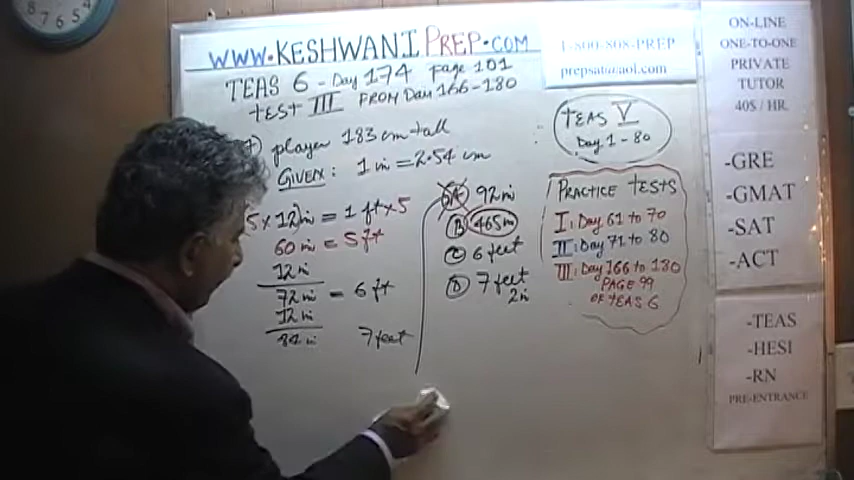 8 7 6 5 4
WWW.KESHWANIPREP.COM
1-800-808-PREP
prepsat@aol.com
TEAS 6 - Day 174 Page 101
TEST III FROM Day 166-180
player 183 cm tall
GIVEN: 1 in = 2.54 cm
5 x 12 in = 1 ft x 5
60 in = 5 ft
12 in
72 in = 6 ft
12 in
84 in 7 feet
A 92 in
B 465 in
C 6 feet
D 7 feet
2 in
TEAS V
Day 1 - 80
PRACTICE TESTS
I: Day 61 to 70
II: Day 71 to 80
III: Day 166 to 180
PAGE 99
OF TEAS 6
ON-LINE
ONE-TO-ONE
PRIVATE
TUTOR
40$ / HR.
-GRE
-GMAT
-SAT
-ACT
-TEAS
-HESI
-RN
PRE-ENTRANCE